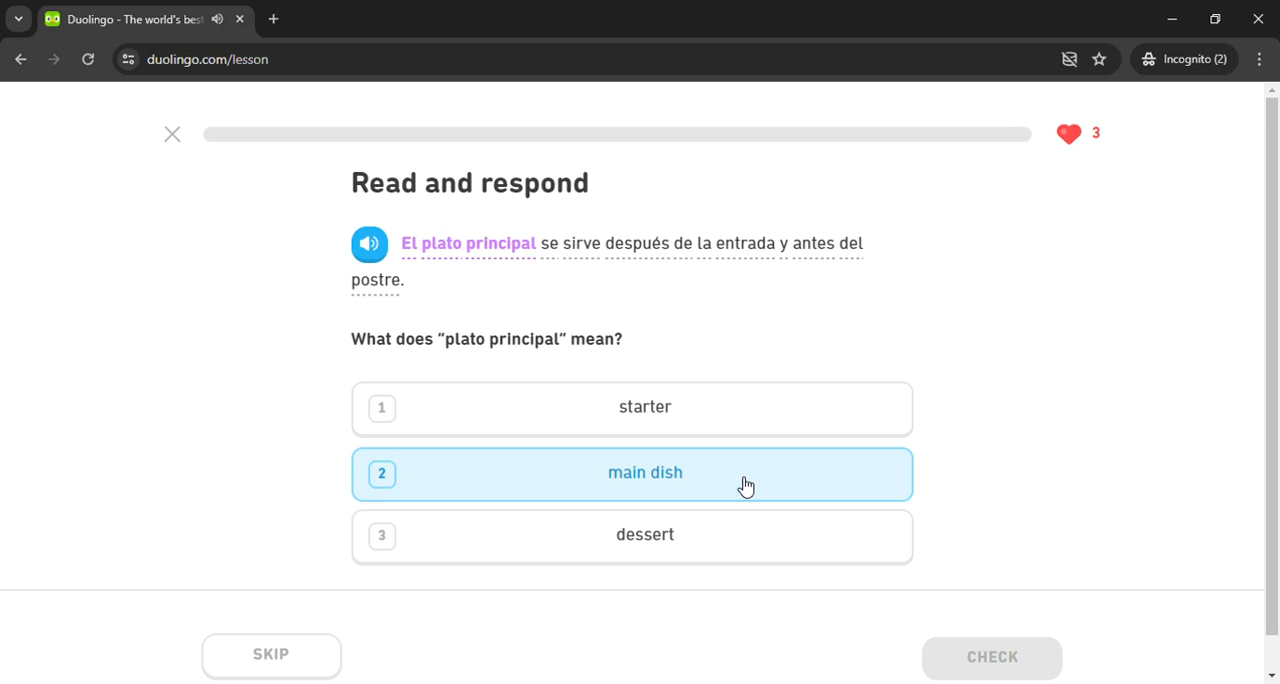 Duolingo - The world's best
duolingo.com/lesson
Incognito (2)
3
Read and respond
El plato principal se sirve después de la entrada y antes del
postre.
What does “plato principal” mean?
1 starter
2 main dish
3 dessert
SKIP CHECK